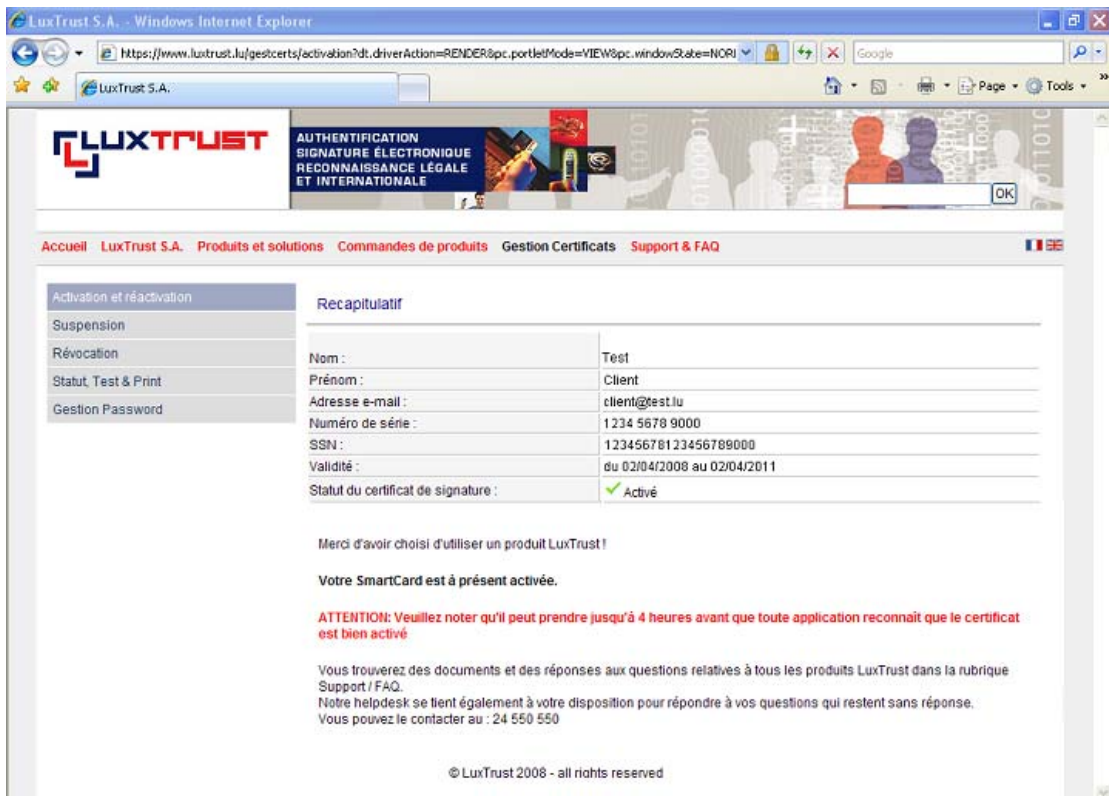 LuxTrust S.A. - Windows Internet Explorer
https://www.luxtrust.lu/gestcerts/activation?dt.driverAction=RENDER&pc.portletMode=VIEW&pc.windowState=NORI
Google
LuxTrust S.A.
Page
Tools
LUXTRUST
AUTHENTIFICATION
SIGNATURE ÉLECTRONIQUE
RECONNAISSANCE LÉGALE
ET INTERNATIONALE
OK
Accueil LuxTrust S.A. Produits et solutions Commandes de produits Gestion Certificats Support & FAQ
Activation et réactivation
Suspension
Révocation
Statut, Test & Print
Gestion Password
Recapitulatif
Nom : Test
Prénom : Client
Adresse e-mail : client@test.lu
Numéro de série : 1234 5678 9000
SSN : 12345678123456789000
Validité : du 02/04/2008 au 02/04/2011
Statut du certificat de signature : Activé
Merci d'avoir choisi d'utiliser un produit LuxTrust !
Votre SmartCard est à présent activée.
ATTENTION: Veuillez noter qu'il peut prendre jusqu'à 4 heures avant que toute application reconnaît que le certificat
est bien activé
Vous trouverez des documents et des réponses aux questions relatives à tous les produits LuxTrust dans la rubrique
Support / FAQ.
Notre helpdesk se tient également à votre disposition pour répondre à vos questions qui restent sans réponse.
Vous pouvez le contacter au : 24 550 550
© LuxTrust 2008 - all rights reserved